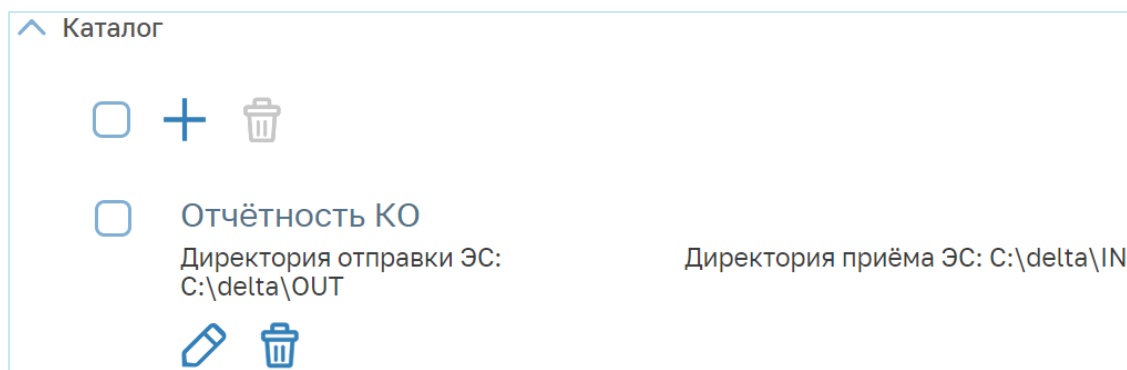 Каталог
Отчётность КО
Директория отправки ЭС:
C:\delta\OUT
Директория приёма ЭС: C:\delta\IN